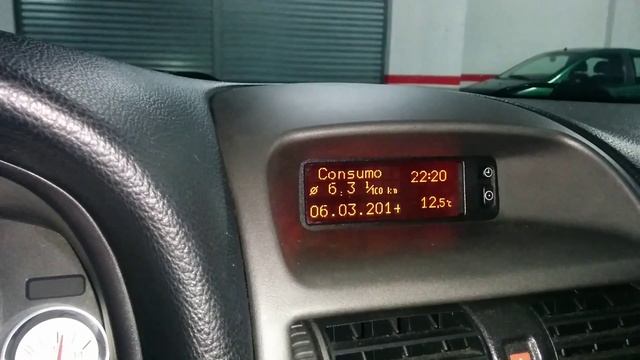 Consumo 22:20
ø 6.3 l/100 km
06.03.201+ 12,5°c